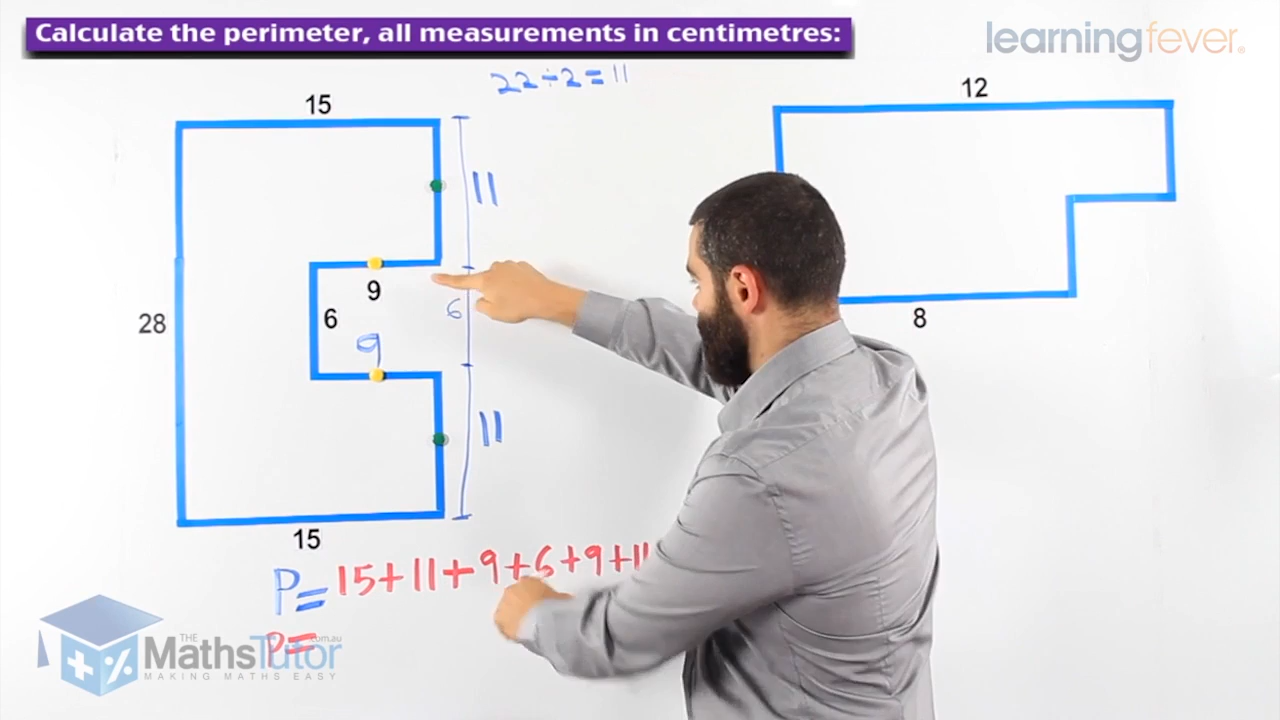 Calculate the perimeter, all measurements in centimetres:
learningfever.
22÷2=11
15
12
11
9
6
6
28
9
8
11
15
P=15+11+9+6+9+11
P=
THE
MathsTutor
.com.au
MAKING MATHS EASY